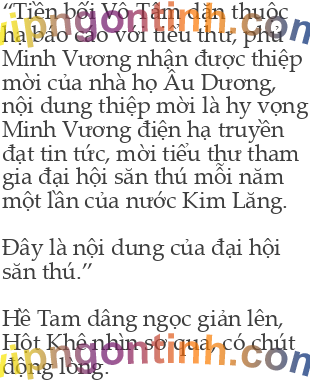 “Tiền bối Vô Tâm dặn thuộc
hạ báo cáo với tiểu thư, phủ
Minh Vương nhận được thiệp
mời của nhà họ Âu Dương,
nội dung thiệp mời là hy vọng
Minh Vương điện hạ truyền
đạt tin tức, mời tiểu thư tham
gia đại hội săn thú mỗi năm
một lần của nước Kim Lăng.
Đây là nội dung của đại hội
săn thú.”
Hề Tam dâng ngọc giản lên,
Hột Khê nhìn sơ qua, có chút
động lòng.
vipngontinh.com
vipngontinh.com